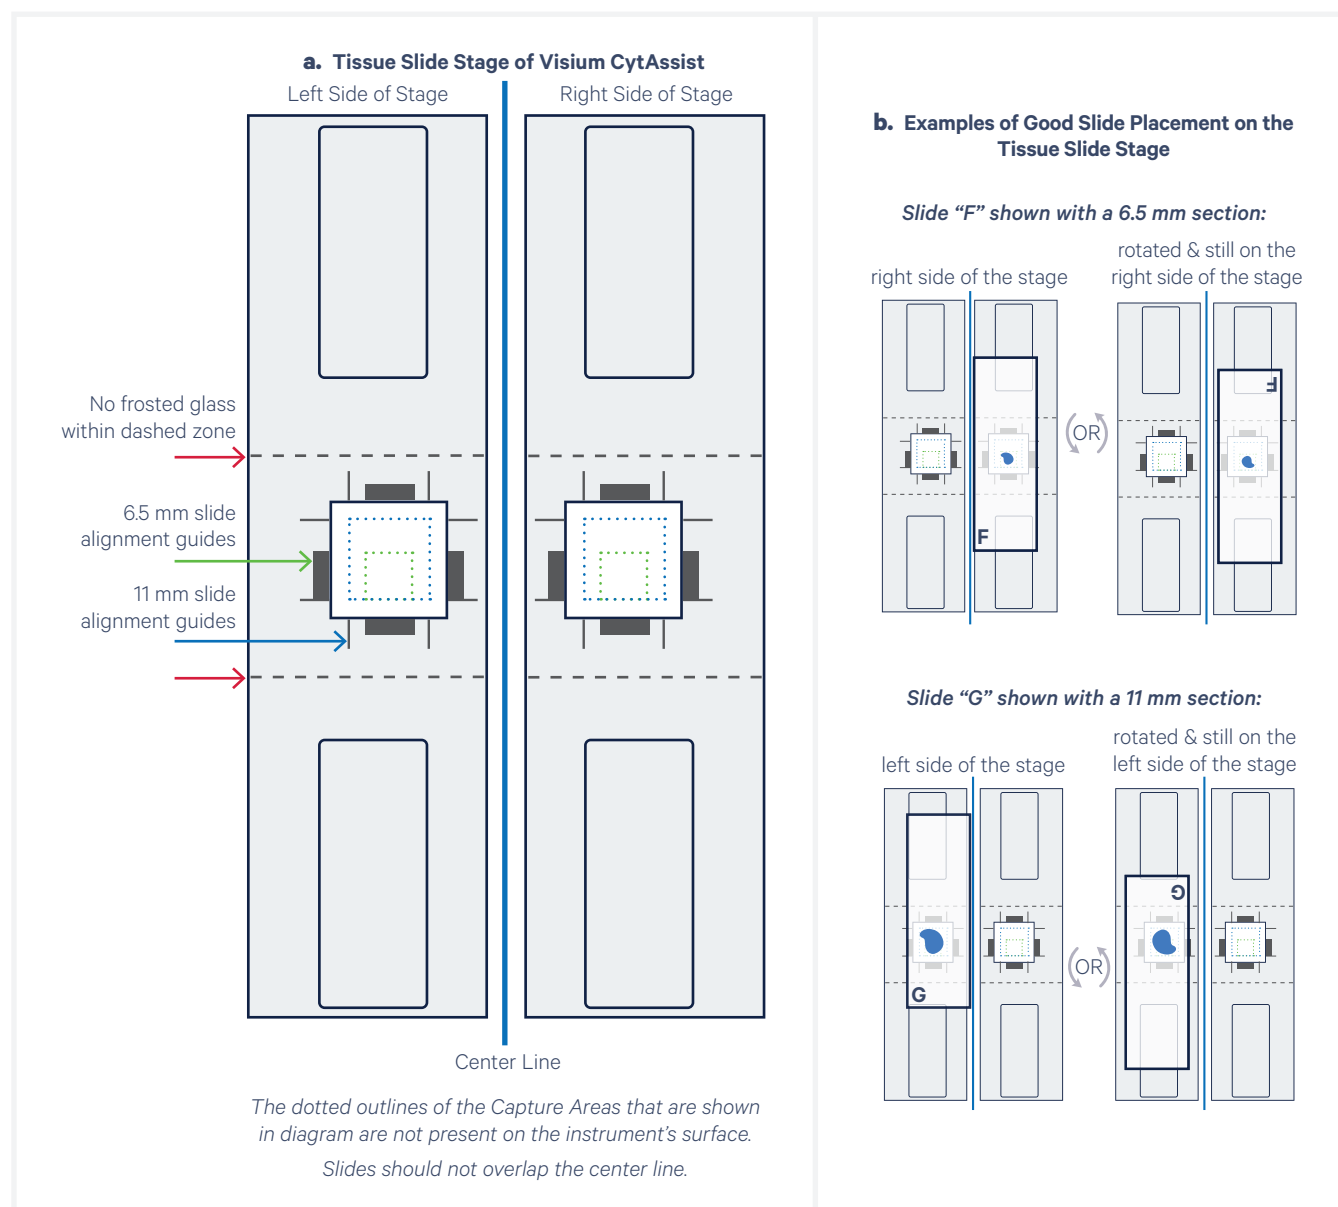 a. Tissue Slide Stage of Visium CytAssist
Left Side of Stage
Right Side of Stage
No frosted glass
within dashed zone
6.5 mm slide
alignment guides
11 mm slide
alignment guides
Center Line
The dotted outlines of the Capture Areas that are shown
in diagram are not present on the instrument’s surface.
Slides should not overlap the center line.
b. Examples of Good Slide Placement on the
Tissue Slide Stage
Slide “F” shown with a 6.5 mm section:
right side of the stage
rotated & still on the
right side of the stage
F
OR
F
Slide “G” shown with a 11 mm section:
left side of the stage
rotated & still on the
left side of the stage
G
OR
G